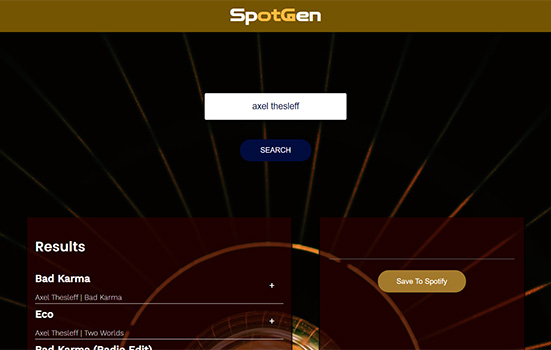 SpotGen
axel thesleff
SEARCH
Results
Bad Karma
+
Axel Thesleff | Bad Karma
Save To Spotify
Eco
+
Axel Thesleff | Two Worlds
Bad Karma (Radio Edit)